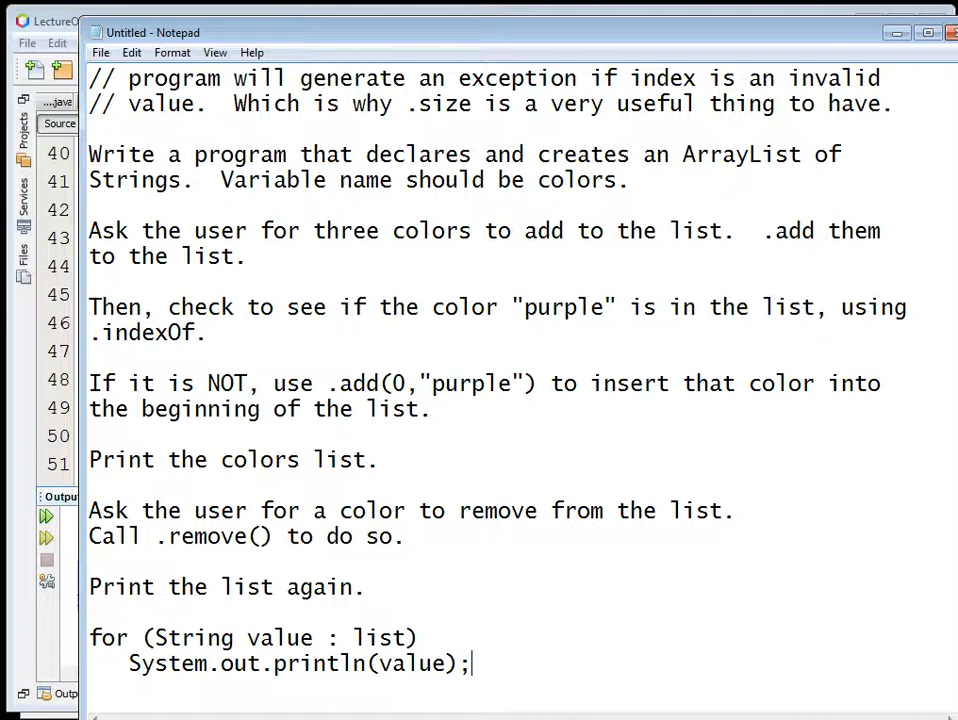 LectureO
Untitled - Notepad
File Edit
File Edit Format View Help
// program will generate an exception if index is an invalid
// value.  Which is why .size is a very useful thing to have.
Write a program that declares and creates an ArrayList of
Strings.  Variable name should be colors.
Ask the user for three colors to add to the list.  .add them
to the list.
Then, check to see if the color "purple" is in the list, using
.indexOf.
If it is NOT, use .add(0,"purple") to insert that color into
the beginning of the list.
Print the colors list.
Ask the user for a color to remove from the list.
Call .remove() to do so.
Print the list again.
for (String value : list)
System.out.println(value);
....java
Source
Projects
Services
Files
40
41
42
43
44
45
46
47
48
49
50
51
Outpu
Outp